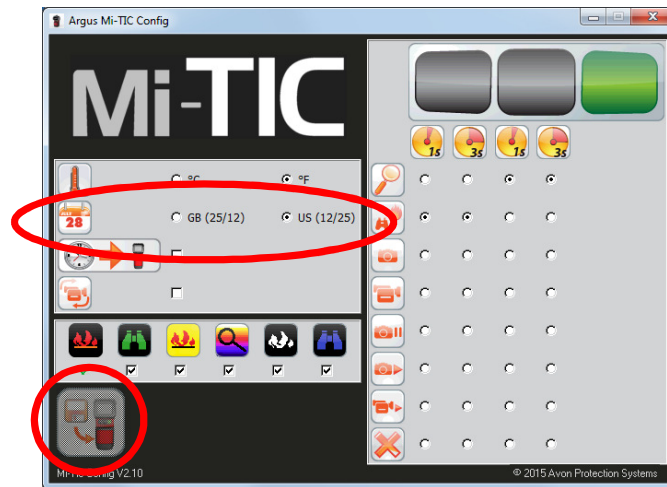 Argus Mi-TIC Config
Mi-TIC
1s 3s 1s 3s
°C °F
28 GB (25/12) US (12/25)
Mi-TIC Config V2.10
© 2015 Avon Protection Systems